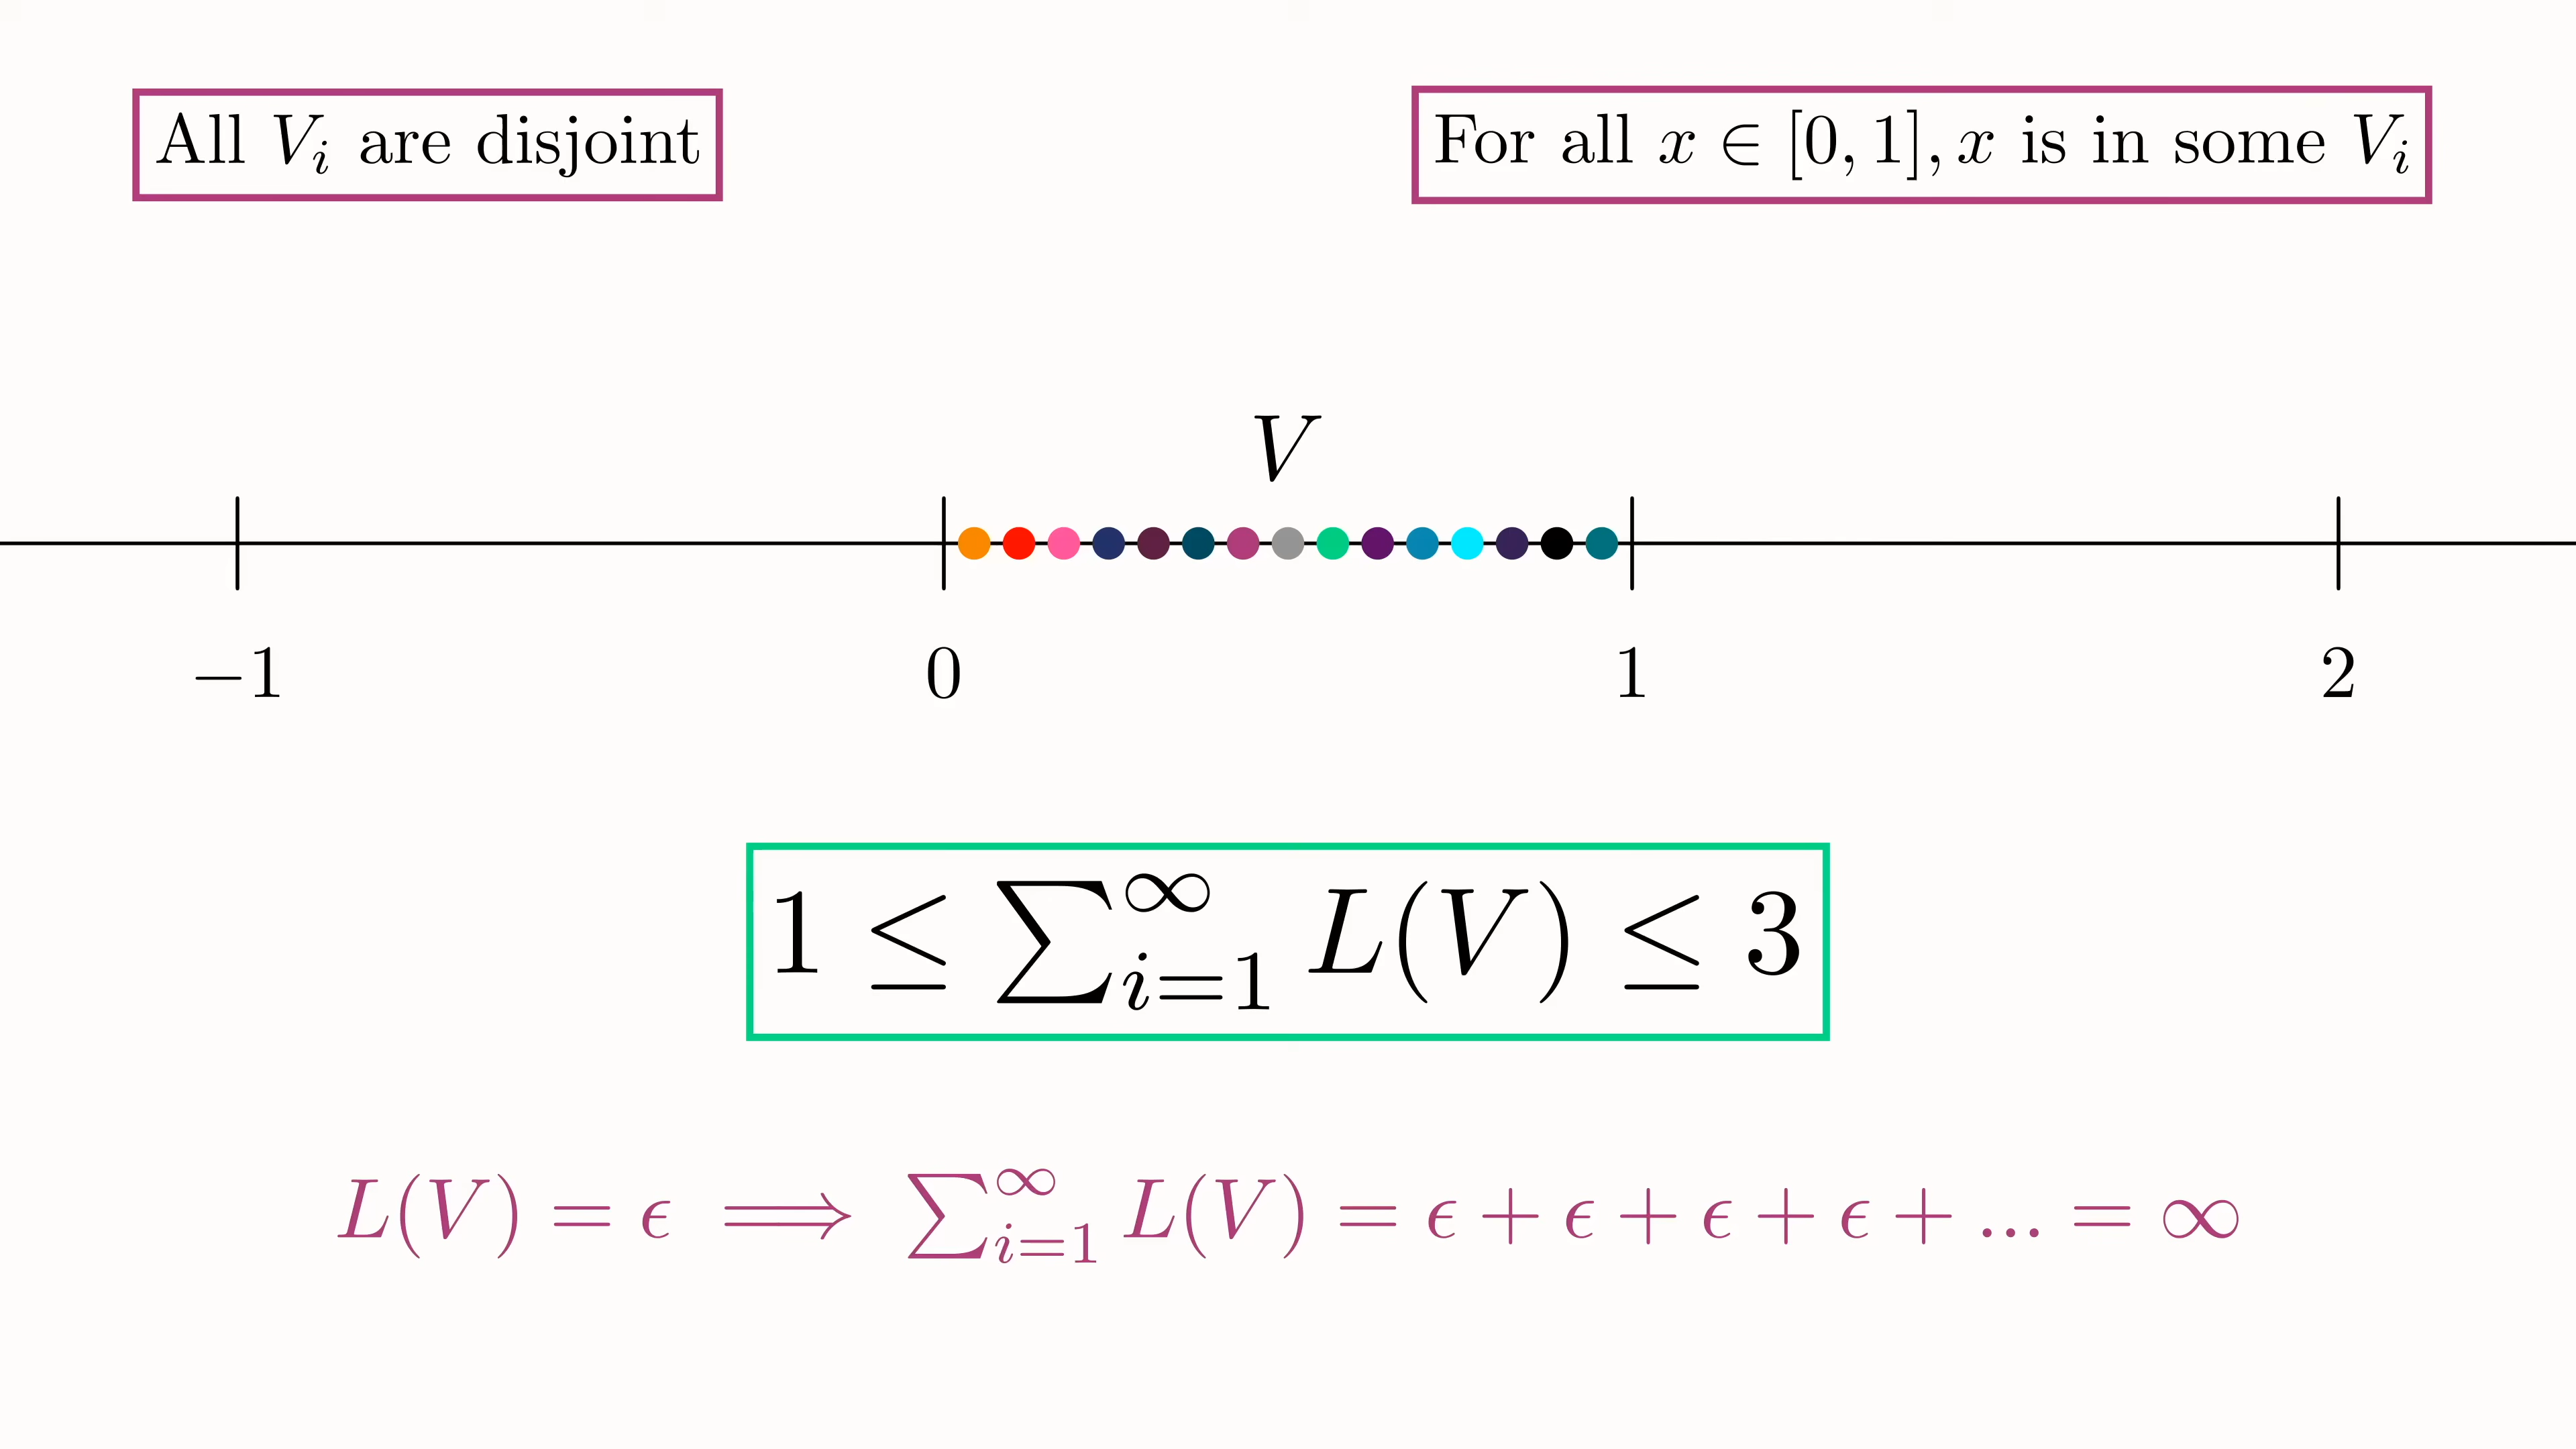 All V_i are disjoint
For all x ∈ [0, 1], x is in some V_i
V
−1 0 1 2
1 ≤ ∑_{i=1}^{∞} L(V) ≤ 3
L(V) = ϵ ⟹ ∑_{i=1}^{∞} L(V) = ϵ + ϵ + ϵ + ϵ + ... = ∞